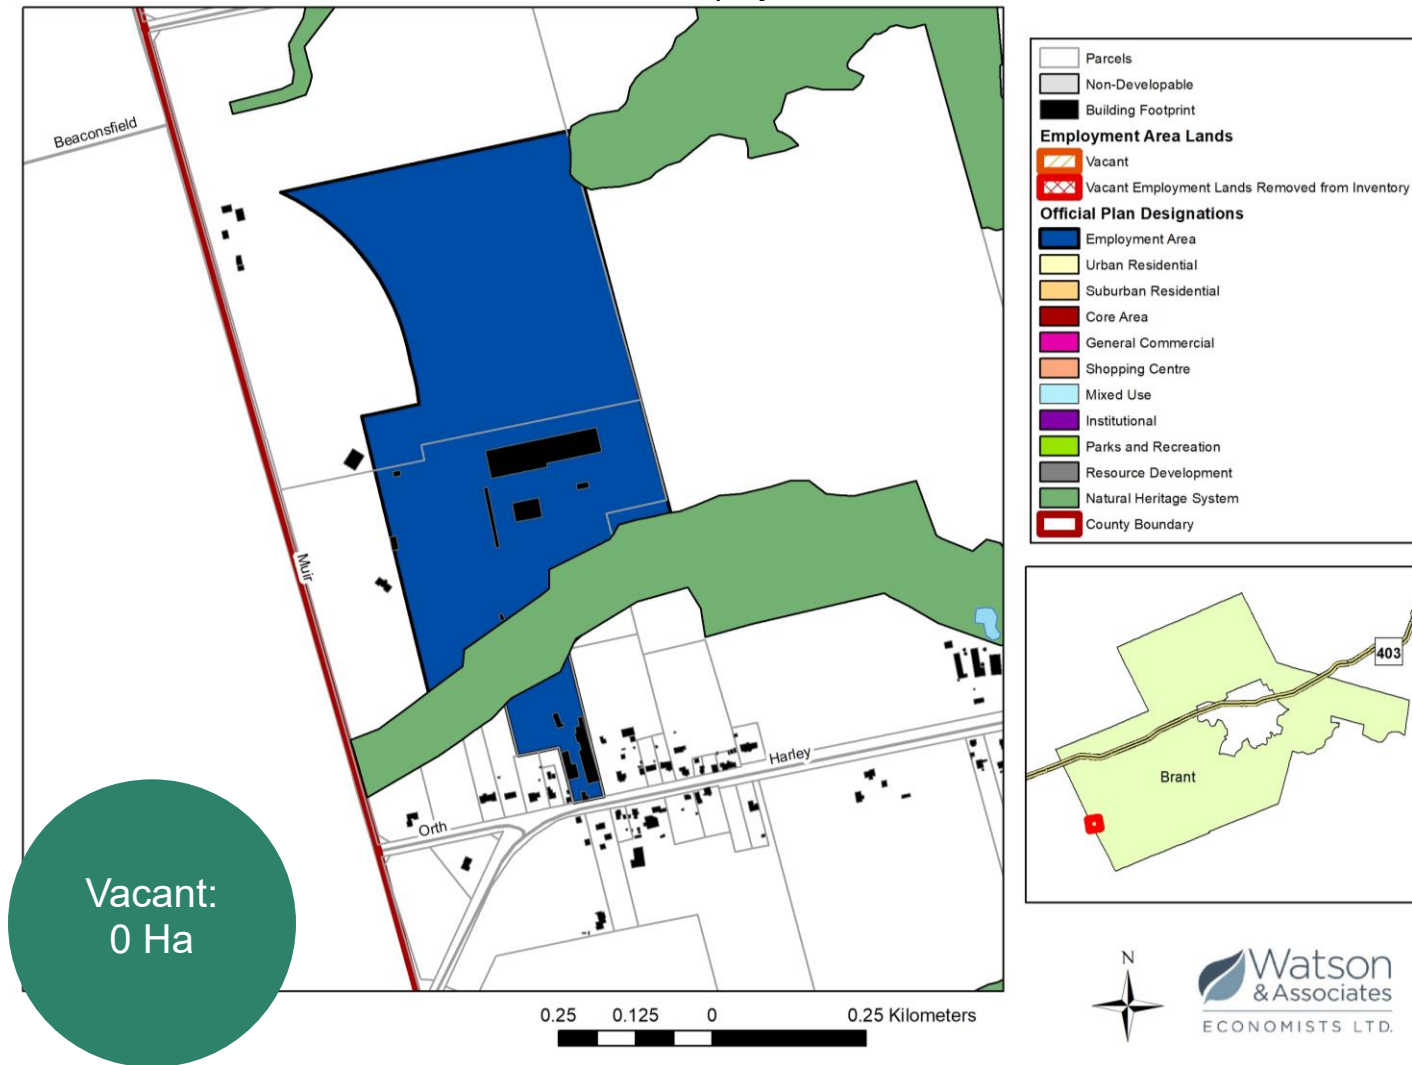 Beaconsfield
Muir
Harley
Orth
Vacant:
0 Ha
0.25 0.125 0 0.25 Kilometers
Parcels
Non-Developable
Building Footprint
Employment Area Lands
Vacant
Vacant Employment Lands Removed from Inventory
Official Plan Designations
Employment Area
Urban Residential
Suburban Residential
Core Area
General Commercial
Shopping Centre
Mixed Use
Institutional
Parks and Recreation
Resource Development
Natural Heritage System
County Boundary
403
Brant
N
Watson
& Associates
ECONOMISTS LTD.